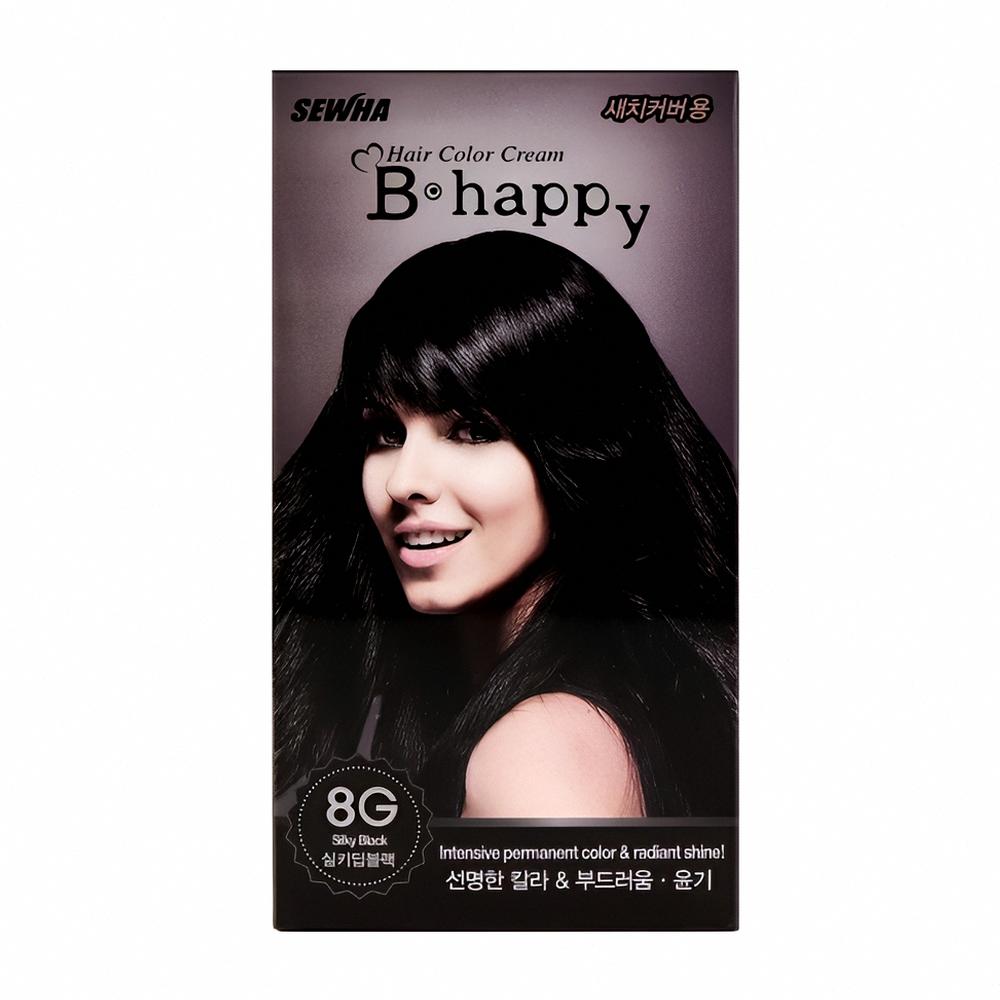 SEWHA
새치커버용
Hair Color Cream
B·happy
8G
Silky Black
실키딥블랙
Intensive permanent color & radiant shine!
선명한 칼라 & 부드러움 · 윤기